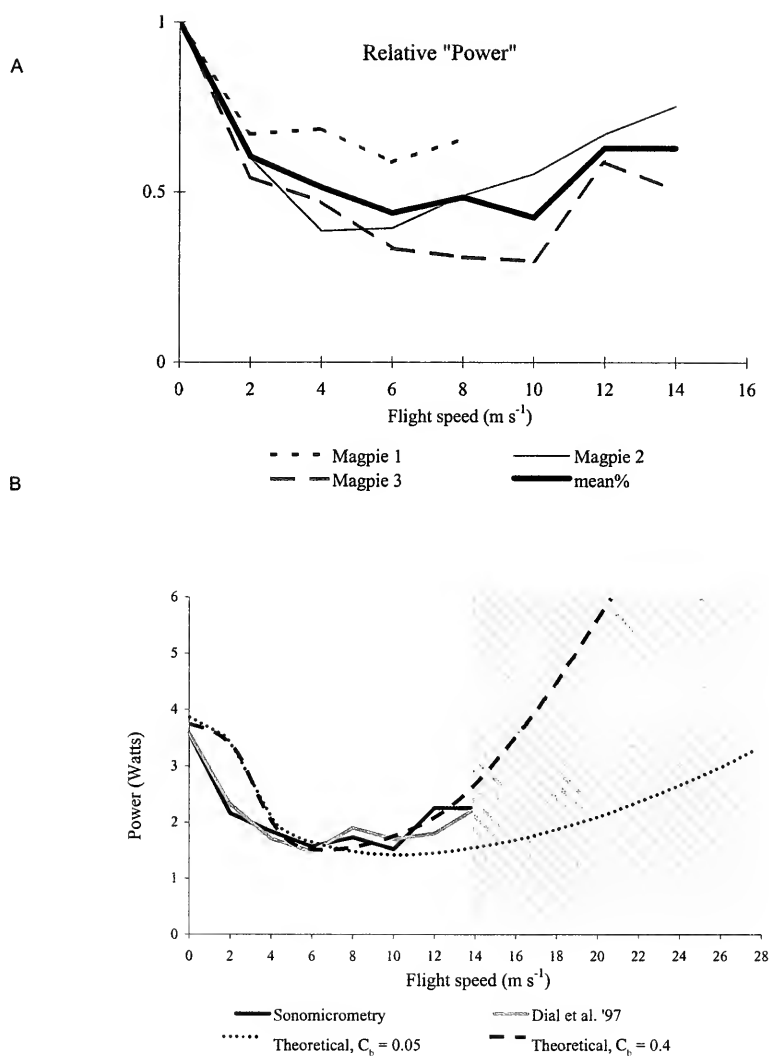 A
Relative "Power"
1
0.5
0
0 2 4 6 8 10 12 14 16
Flight speed (m s⁻¹)
Magpie 1
Magpie 2
Magpie 3
mean%
B
6
5
4
3
2
1
0
Power (Watts)
0 2 4 6 8 10 12 14 16 18 20 22 24 26 28
Flight speed (m s⁻¹)
Sonomicrometry
Dial et al. '97
Theoretical, C_b = 0.05
Theoretical, C_b = 0.4